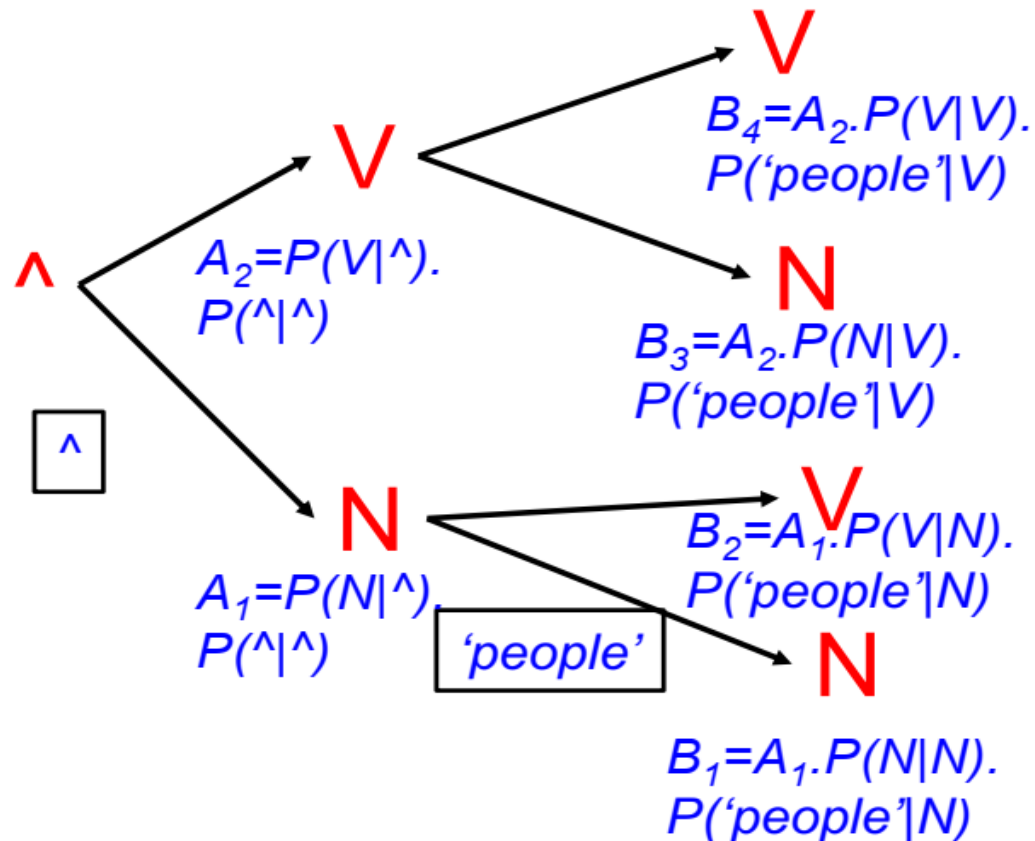 V
B₄=A₂.P(V|V).
P(‘people’|V)
V
^
A₂=P(V|^).
P(^|^)
N
B₃=A₂.P(N|V).
P(‘people’|V)
^
N
V
B₂=A₁.P(V|N).
P(‘people’|N)
A₁=P(N|^).
P(^|^)
‘people’
N
B₁=A₁.P(N|N).
P(‘people’|N)